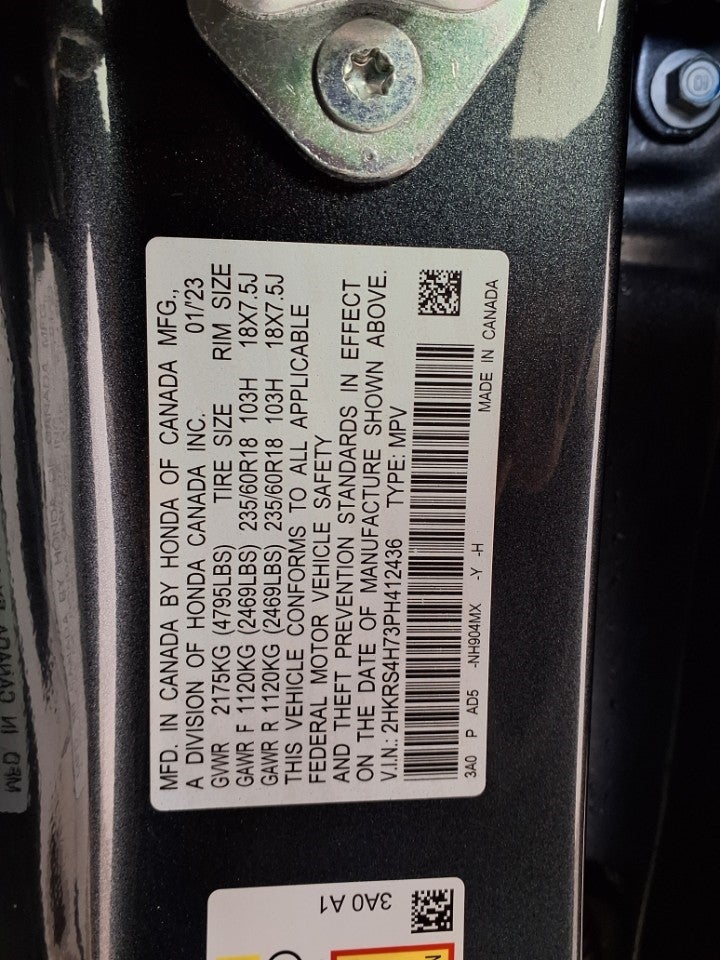 MFD. IN CANADA BY HONDA OF CANADA MFG.,
A DIVISION OF HONDA CANADA INC. 01/23
GVWR 2175KG (4795LBS) TIRE SIZE RIM SIZE
GAWR F 1120KG (2469LBS) 235/60R18 103H 18X7.5J
GAWR R 1120KG (2469LBS) 235/60R18 103H 18X7.5J
THIS VEHICLE CONFORMS TO ALL APPLICABLE
FEDERAL MOTOR VEHICLE SAFETY
AND THEFT PREVENTION STANDARDS IN EFFECT
ON THE DATE OF MANUFACTURE SHOWN ABOVE.
V.I.N.: 2HKRS4H73PH412436 TYPE: MPV
3A0 P AD5 -NH904MX -Y -H MADE IN CANADA
3A0 A1